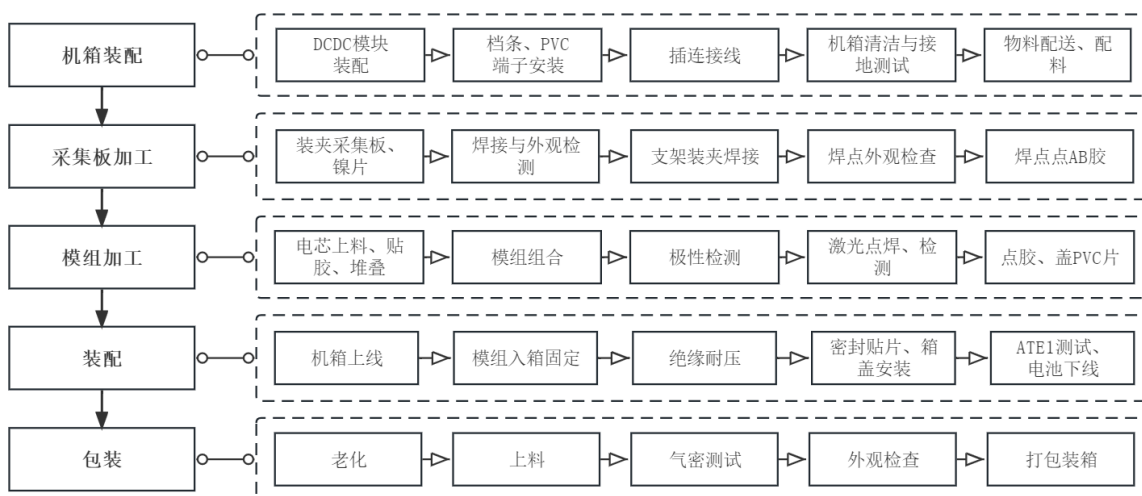 机箱装配
DCDC模块
装配
档条、PVC
端子安装
插连接线
机箱清洁与接
地测试
物料配送、配
料
采集板加工
装夹采集板、
镍片
焊接与外观检
测
支架装夹焊接
焊点外观检查
焊点点AB胶
模组加工
电芯上料、贴
胶、堆叠
模组组合
极性检测
激光点焊、检
测
点胶、盖PVC片
装配
机箱上线
模组入箱固定
绝缘耐压
密封贴片、箱
盖安装
ATE1测试、
电池下线
包装
老化
上料
气密测试
外观检查
打包装箱